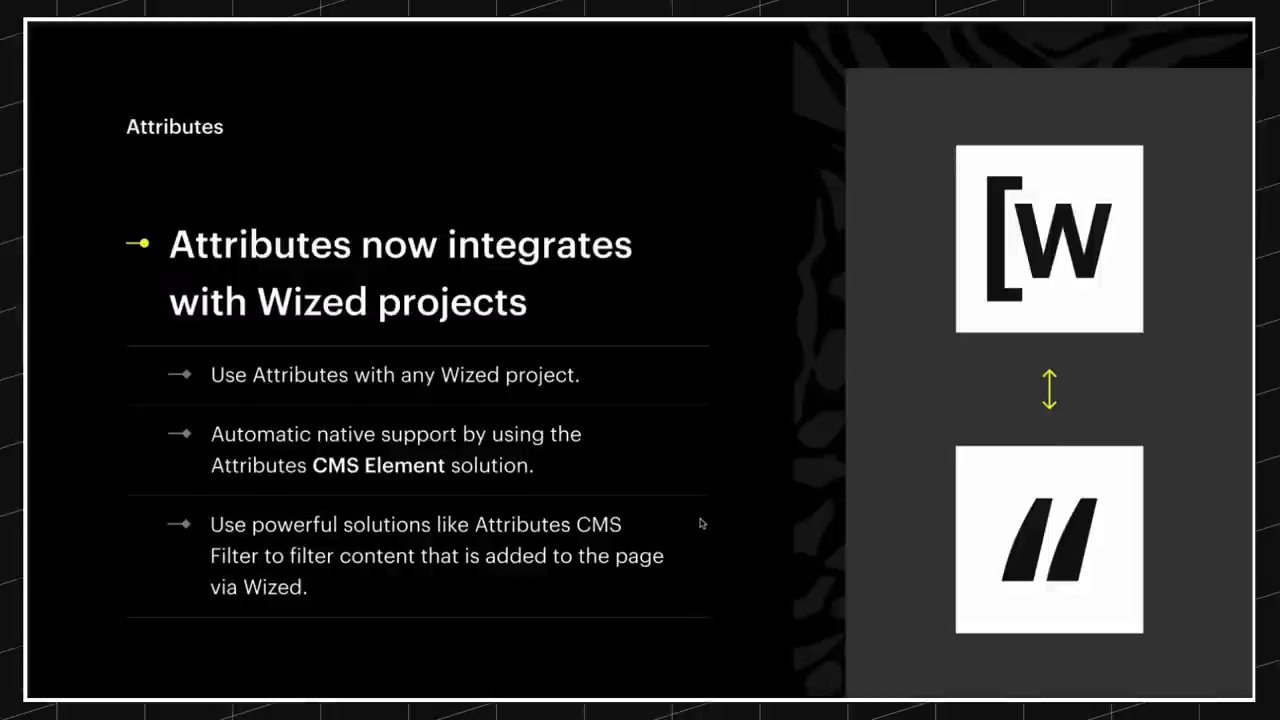 Attributes
Attributes now integrates
with Wized projects
Use Attributes with any Wized project.
Automatic native support by using the
Attributes CMS Element solution.
Use powerful solutions like Attributes CMS
Filter to filter content that is added to the page
via Wized.
[W